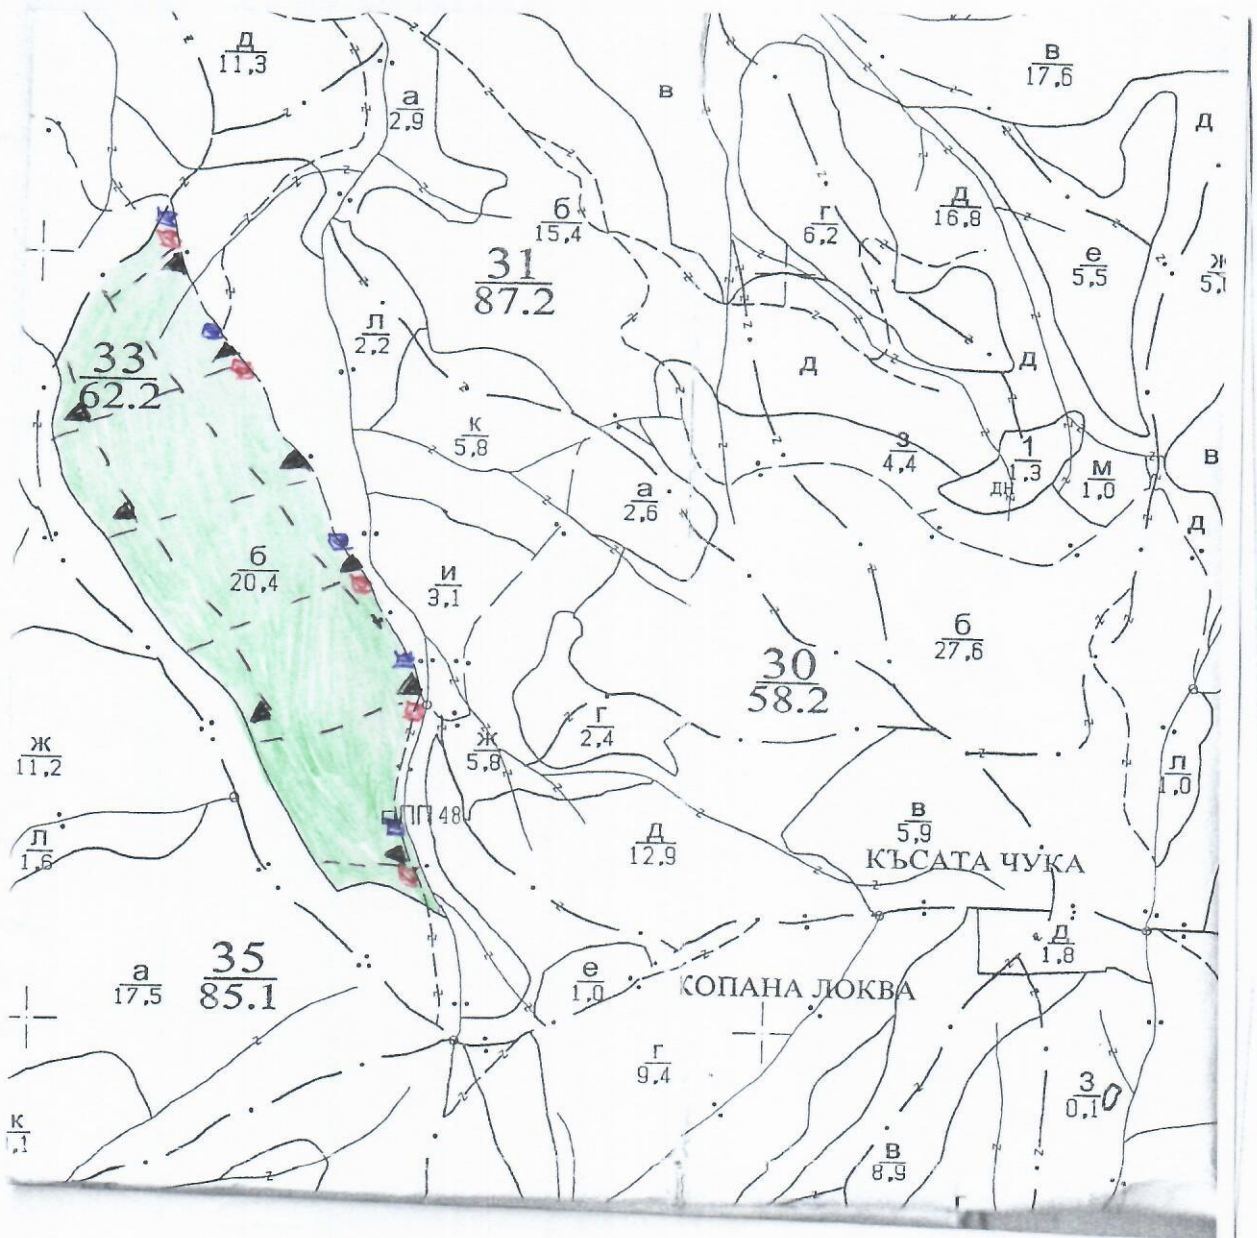 д
11,3
а
2,9
в
в
17,6
д
б
15,4
г
6,2
д
16,8
е
5,5
ж
5,1
31
87.2
л
2,2
33
62.2
д
д
к
5,8
з
4,4
1
1,3
дн
м
1,0
в
а
2,6
д
б
20,4
и
3,1
б
27,6
30
58.2
г
2,4
ж
11,2
ж
5,8
л
1,0
ПП 48
л
1,6
д
12,9
в
5,9
КЪСАТА ЧУКА
д
1,8
а
17,5
35
85.1
е
1,0
КОПАНА ЛОКВА
г
9,4
З
0,1
к
,1
в
8,9